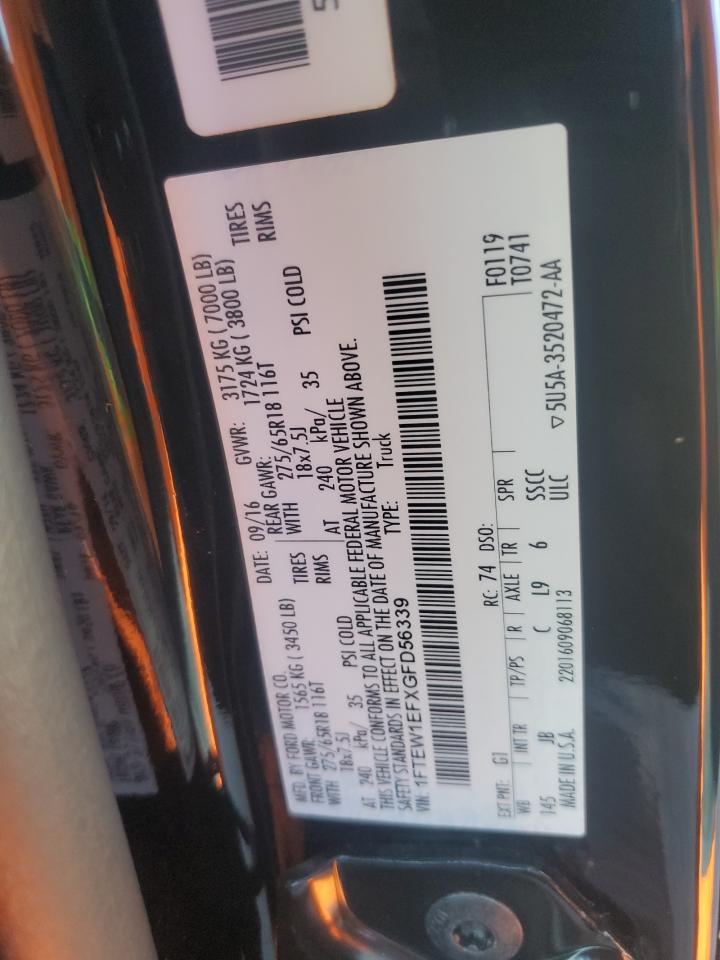 5
MFD. BY FORD MOTOR CO. DATE: 09/16 GVWR: 3175 KG ( 7000 LB)
FRONT GAWR: 1565 KG ( 3450 LB) REAR GAWR: 1724 KG ( 3800 LB)
WITH 275/65R18 116T TIRES WITH 275/65R18 116T TIRES
18x7.5J RIMS 18x7.5J RIMS
AT 240 kPa/ 35 PSI COLD AT 240 kPa/ 35 PSI COLD
THIS VEHICLE CONFORMS TO ALL APPLICABLE FEDERAL MOTOR VEHICLE
SAFETY STANDARDS IN EFFECT ON THE DATE OF MANUFACTURE SHOWN ABOVE.
VIN: 1FTEW1EFXGFD56339 TYPE: Truck
EXT PNT: G1 RC: 74 DSO: F0119
WB INT TR TP/PS R AXLE TR SPR T0741
145 JB C L9 6 SSCC
MADE IN U.S.A. 2201609068113 ULC ▽5U5A-3520472-AA